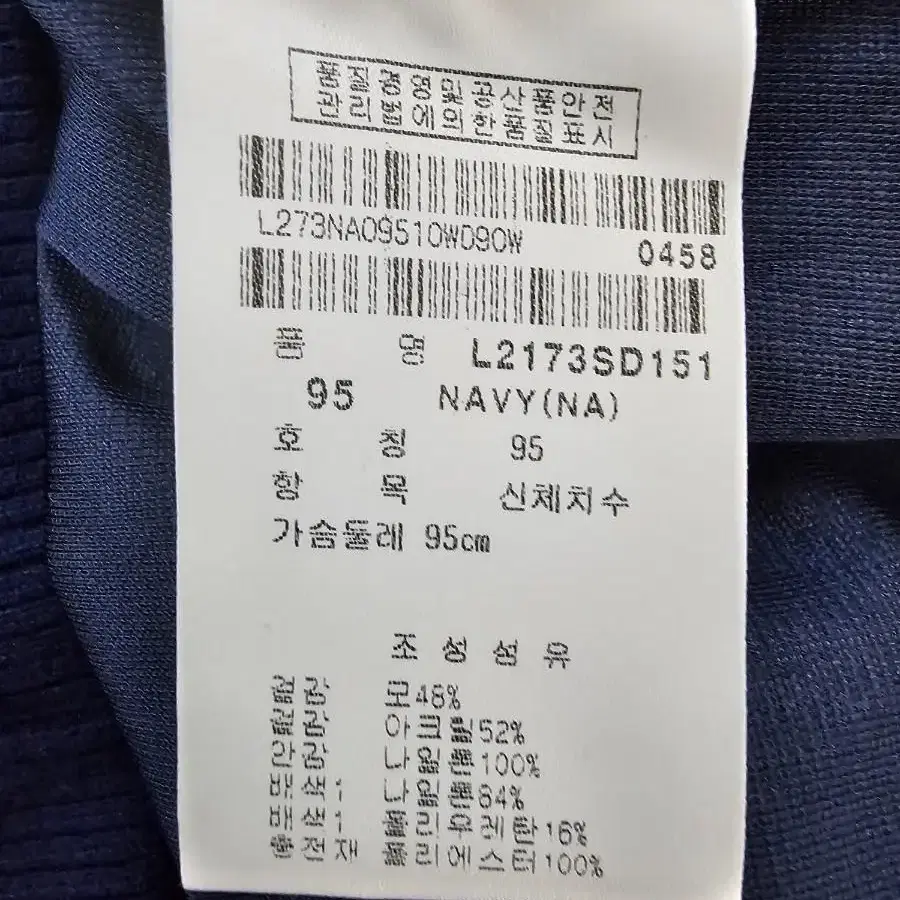 품질경영및공산품안전
관리법에의한품질표시
L273NA09510WD90W 0458
품 명 L2173SD151
95 NAVY(NA)
호 칭 95
항 목 신체치수
가슴둘레 95cm
조 성 섬 유
겉감 모48%
겉감 아크릴52%
안감 나일론100%
배색1 나일론84%
배색1 폴리우레탄16%
충전재 폴리에스터100%